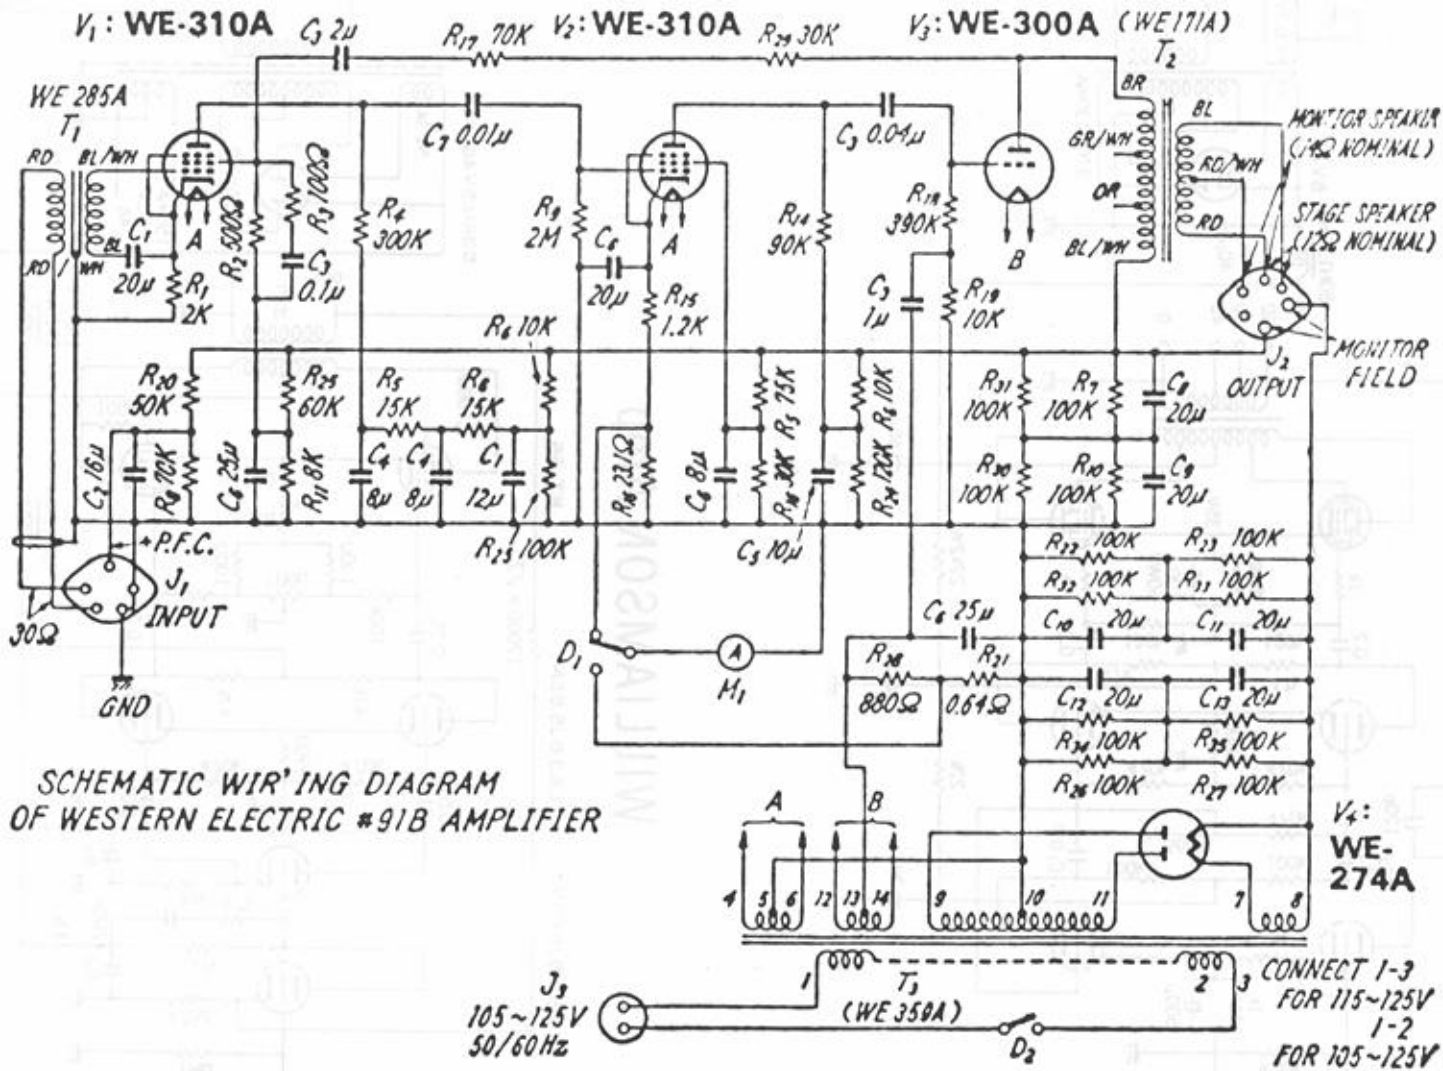 V1: WE-310A
C3 2μ
R17 70K
V2: WE-310A
R29 30K
V3: WE-300A (WE171A)
T2
WE 285A
T1
RD
BL/WH
C7 0.01μ
C3 0.04μ
BR
BL
MONITIOR SPEAKER
(14Ω NOMINAL)
GR/WH
RD/WH
OR
RD
STAGE SPEAKER
(12Ω NOMINAL)
BL/WH
R3 100Ω
R2 500Ω
R4
300K
R9
2M
R14
90K
R18
390K
A
A
B
BL
C1
20μ
RD
WH
R1
2K
C3
0.1μ
C6
20μ
R15
1.2K
C3
1μ
R19
10K
R6 10K
J2
OUTPUT
MONITOR
FIELD
R20
50K
R25
60K
R5
15K
R6
15K
R5 75K
R6 10K
R31
100K
R7
100K
C8
20μ
C2 16μ
R8 70K
C6 25μ
R11 8K
C4
8μ
C4
8μ
C1
12μ
R16 22.1Ω
C6 8μ
R18 30K
R24 120K
R30
100K
R10
100K
C9
20μ
R25 100K
C5 10μ
* P.F.C.
J1
INPUT
30Ω
GND
R22 100K
R23 100K
R32 100K
R33 100K
C10 20μ
C11 20μ
C6 25μ
D1
A
M1
R28
880Ω
R21
0.64Ω
C12 20μ
C13 20μ
R34 100K
R35 100K
R26 100K
R27 100K
SCHEMATIC WIR'ING DIAGRAM
OF WESTERN ELECTRIC #91B AMPLIFIER
A
B
V4:
WE-
274A
4 5 6 12 13 14 9 10 11 7 8
1
T3
(WE 359A)
2
3
CONNECT 1-3
FOR 115~125V
1-2
FOR 105~125V
J3
105~125V
50/60Hz
D2